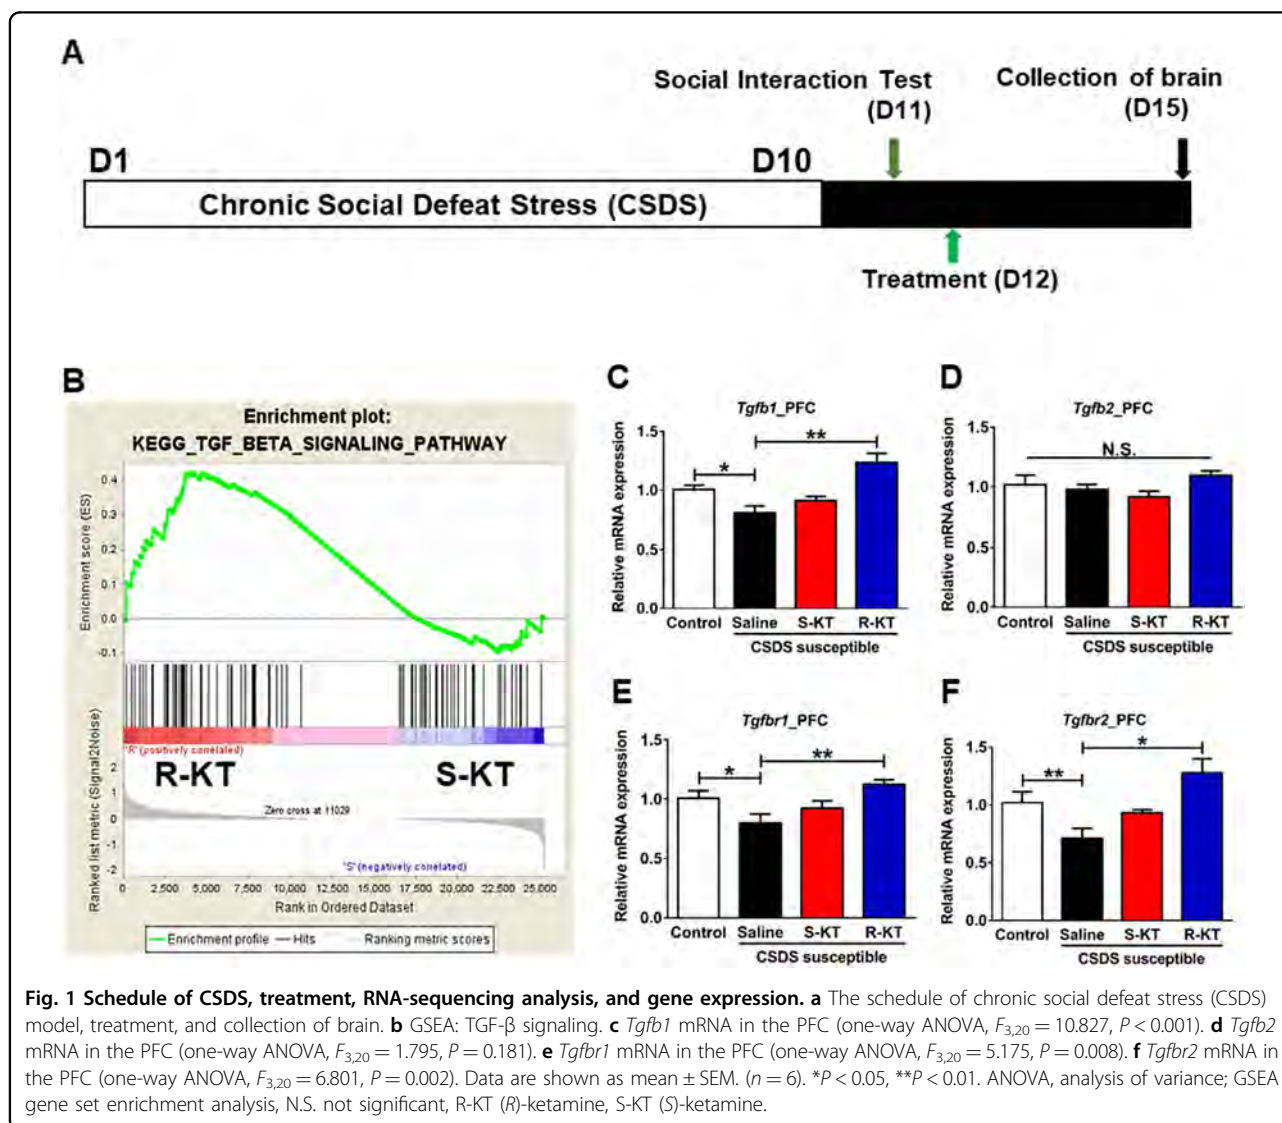 A
Social Interaction Test
(D11)
Collection of brain
(D15)
D1
D10
Chronic Social Defeat Stress (CSDS)
Treatment (D12)
B
Enrichment plot:
KEGG_TGF_BETA_SIGNALING_PATHWAY
Enrichment score (ES)
0.4
0.3
0.2
0.1
0.0
-0.1
"R" (positively correlated)
R-KT
S-KT
Ranked list metric (Signal2Noise)
2
1
0
-1
-2
Zero cross at 11029
"S" (negatively correlated)
0 2,500 5,000 7,500 10,000 12,500 15,000 17,500 20,000 22,500 25,000
Rank in Ordered Dataset
Enrichment profile Hits Ranking metric scores
C
Tgfb1_PFC
Relative mRNA expression
1.5
1.0
0.5
0.0
*
**
Control Saline S-KT R-KT
CSDS susceptible
D
Tgfb2_PFC
Relative mRNA expression
1.5
1.0
0.5
0.0
N.S.
Control Saline S-KT R-KT
CSDS susceptible
E
Tgfbr1_PFC
Relative mRNA expression
1.5
1.0
0.5
0.0
*
**
Control Saline S-KT R-KT
CSDS susceptible
F
Tgfbr2_PFC
Relative mRNA expression
1.5
1.0
0.5
0.0
**
*
Control Saline S-KT R-KT
CSDS susceptible
Fig. 1 Schedule of CSDS, treatment, RNA-sequencing analysis, and gene expression. a The schedule of chronic social defeat stress (CSDS)
model, treatment, and collection of brain. b GSEA: TGF-β signaling. c Tgfb1 mRNA in the PFC (one-way ANOVA, F3,20 = 10.827, P < 0.001). d Tgfb2
mRNA in the PFC (one-way ANOVA, F3,20 = 1.795, P = 0.181). e Tgfbr1 mRNA in the PFC (one-way ANOVA, F3,20 = 5.175, P = 0.008). f Tgfbr2 mRNA in
the PFC (one-way ANOVA, F3,20 = 6.801, P = 0.002). Data are shown as mean ± SEM. (n = 6). *P < 0.05, **P < 0.01. ANOVA, analysis of variance; GSEA
gene set enrichment analysis, N.S. not significant, R-KT (R)-ketamine, S-KT (S)-ketamine.